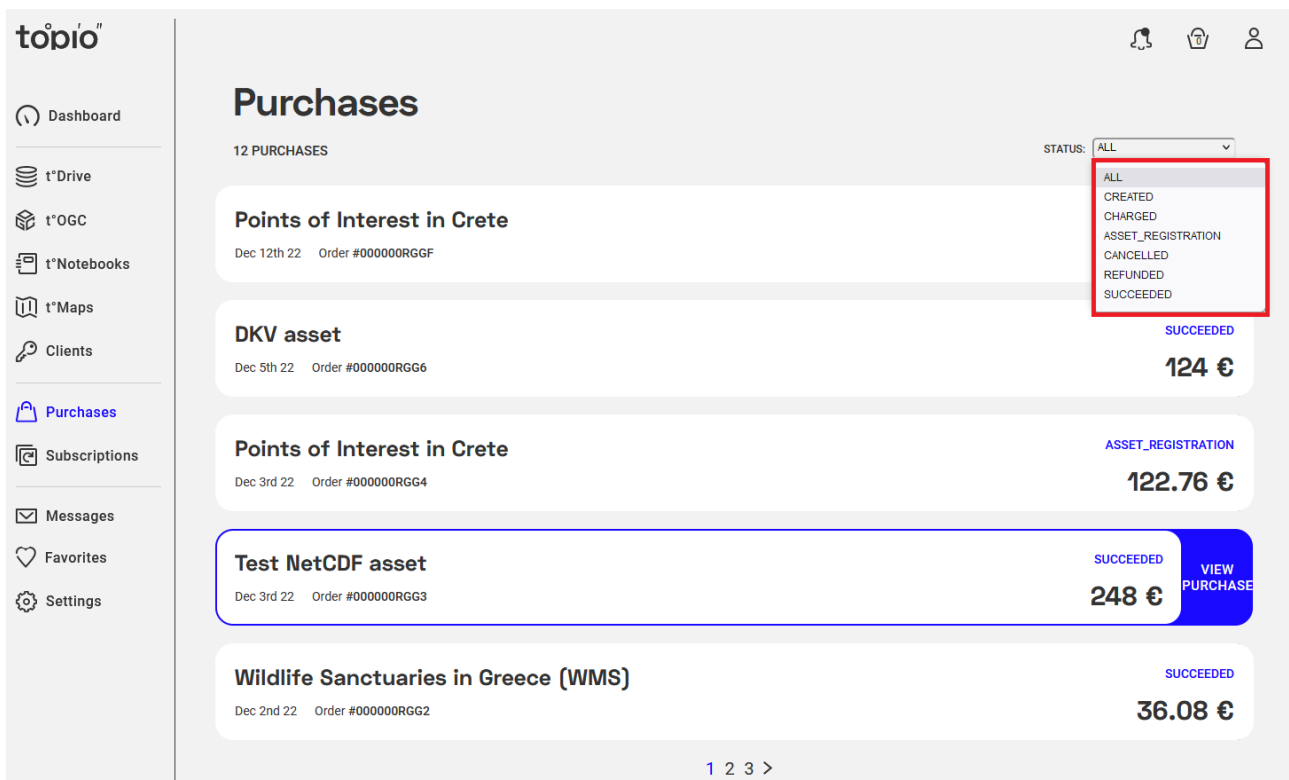 topio
Dashboard
t°Drive
t°OGC
t°Notebooks
t°Maps
Clients
Purchases
Subscriptions
Messages
Favorites
Settings
0
Purchases
12 PURCHASES
STATUS: ALL
ALL
CREATED
CHARGED
ASSET_REGISTRATION
CANCELLED
REFUNDED
SUCCEEDED
Points of Interest in Crete
Dec 12th 22 Order #000000RGGF
DKV asset
Dec 5th 22 Order #000000RGG6
SUCCEEDED
124 €
Points of Interest in Crete
Dec 3rd 22 Order #000000RGG4
ASSET_REGISTRATION
122.76 €
Test NetCDF asset
Dec 3rd 22 Order #000000RGG3
SUCCEEDED
248 €
VIEW
PURCHASE
Wildlife Sanctuaries in Greece (WMS)
Dec 2nd 22 Order #000000RGG2
SUCCEEDED
36.08 €
1 2 3 >